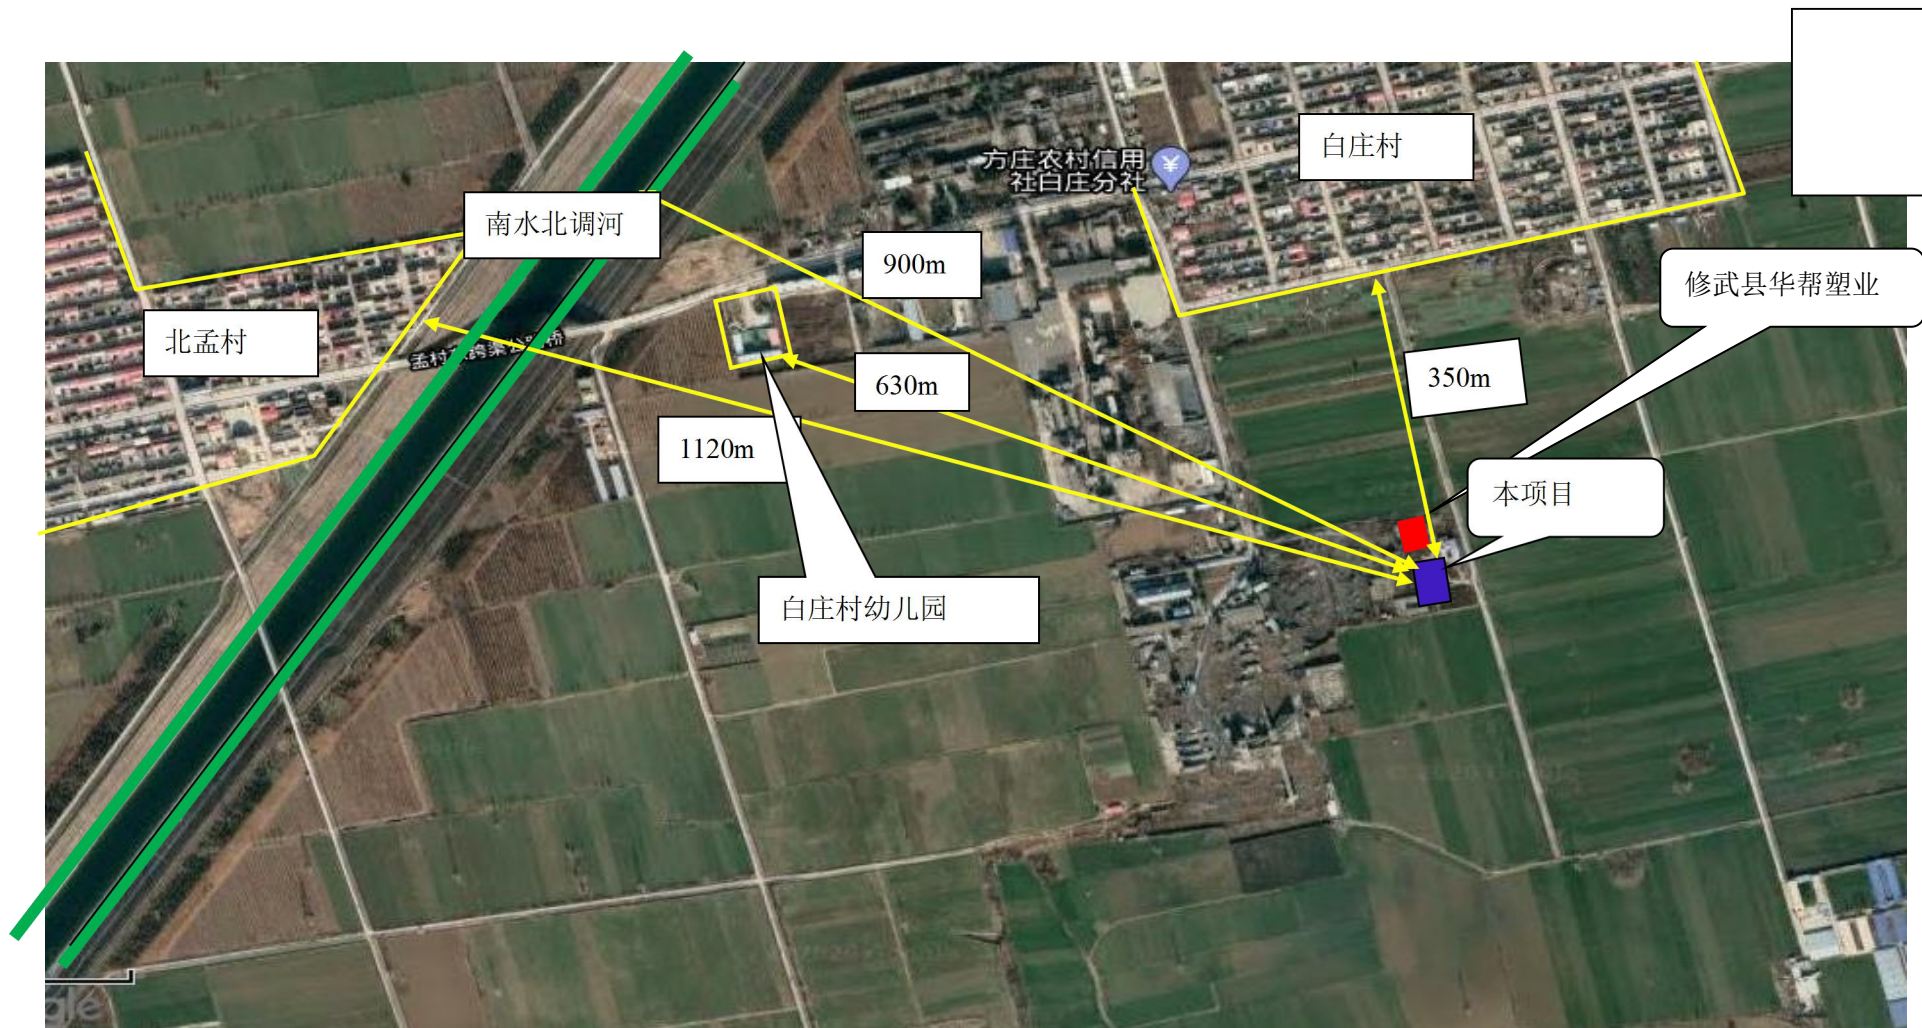 白庄村
方庄农村信用
社白庄分社
南水北调河
900m
修武县华帮塑业
北孟村
630m
350m
1120m
本项目
白庄村幼儿园
gle